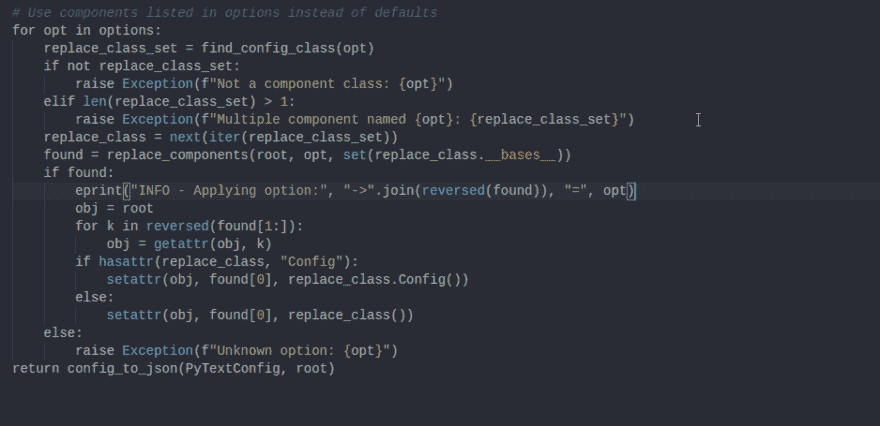 # Use components listed in options instead of defaults
for opt in options:
    replace_class_set = find_config_class(opt)
    if not replace_class_set:
        raise Exception(f"Not a component class: {opt}")
    elif len(replace_class_set) > 1:
        raise Exception(f"Multiple component named {opt}: {replace_class_set}")
    replace_class = next(iter(replace_class_set))
    found = replace_components(root, opt, set(replace_class.__bases__))
    if found:
        eprint("INFO - Applying option:", "->".join(reversed(found)), "=", opt)
        obj = root
        for k in reversed(found[1:]):
            obj = getattr(obj, k)
        if hasattr(replace_class, "Config"):
            setattr(obj, found[0], replace_class.Config())
        else:
            setattr(obj, found[0], replace_class())
    else:
        raise Exception(f"Unknown option: {opt}")
return config_to_json(PyTextConfig, root)